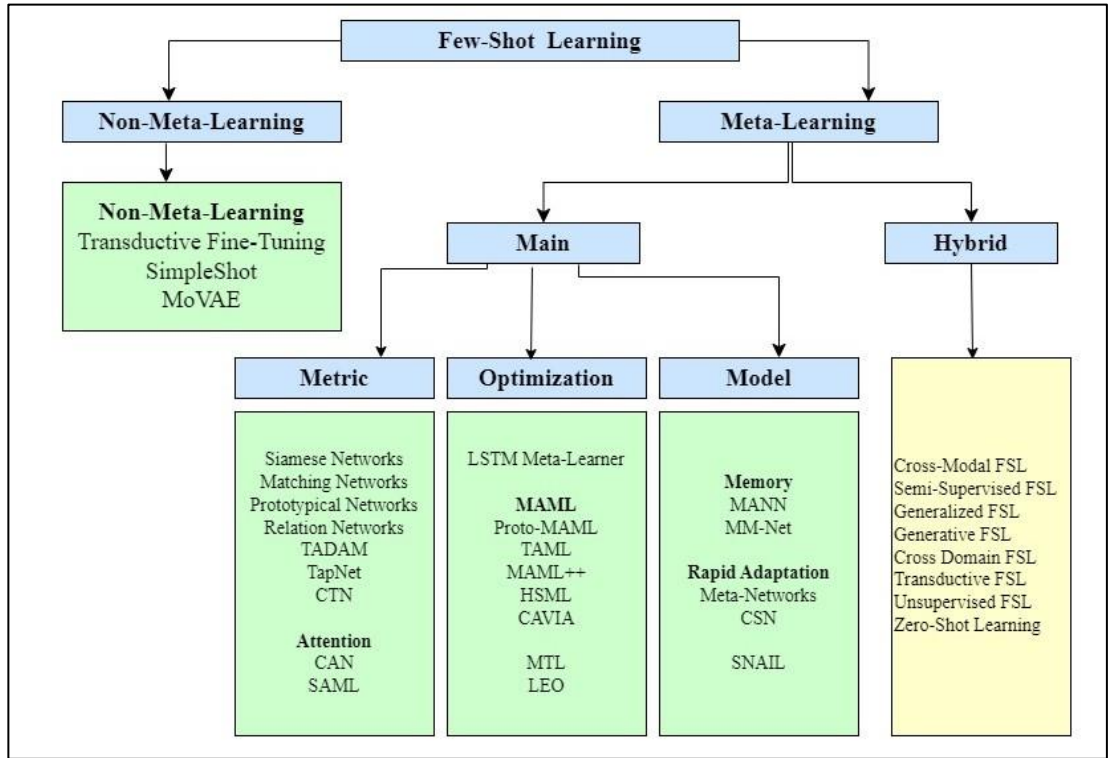 Few-Shot Learning
Non-Meta-Learning
Meta-Learning
Non-Meta-Learning
Transductive Fine-Tuning
SimpleShot
MoVAE
Main
Hybrid
Metric
Optimization
Model
Siamese Networks
Matching Networks
Prototypical Networks
Relation Networks
TADAM
TapNet
CTN
Attention
CAN
SAML
LSTM Meta-Learner
MAML
Proto-MAML
TAML
MAML++
HSML
CAVIA
MTL
LEO
Memory
MANN
MM-Net
Rapid Adaptation
Meta-Networks
CSN
SNAIL
Cross-Modal FSL
Semi-Supervised FSL
Generalized FSL
Generative FSL
Cross Domain FSL
Transductive FSL
Unsupervised FSL
Zero-Shot Learning